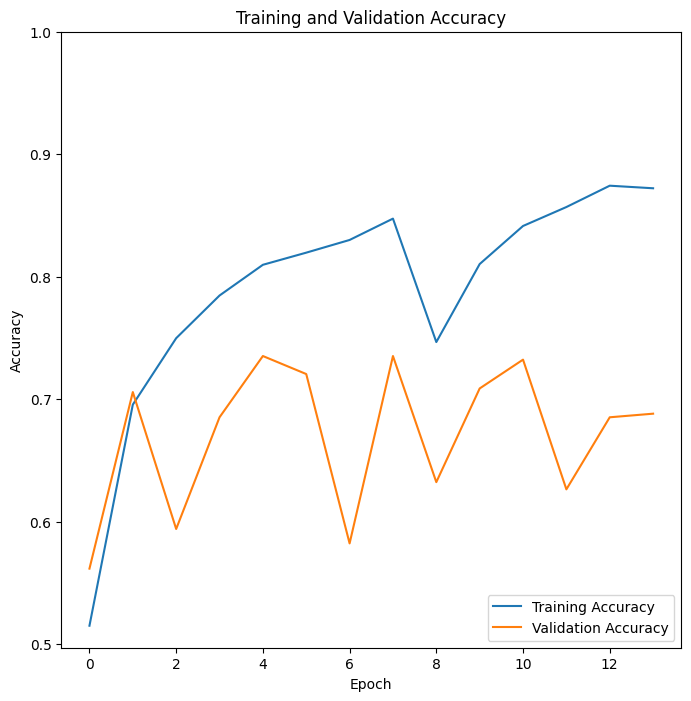 Training and Validation Accuracy
1.0
0.9
0.8
0.7
0.6
0.5
Accuracy
0
2
4
6
8
10
12
Epoch
Training Accuracy
Validation Accuracy